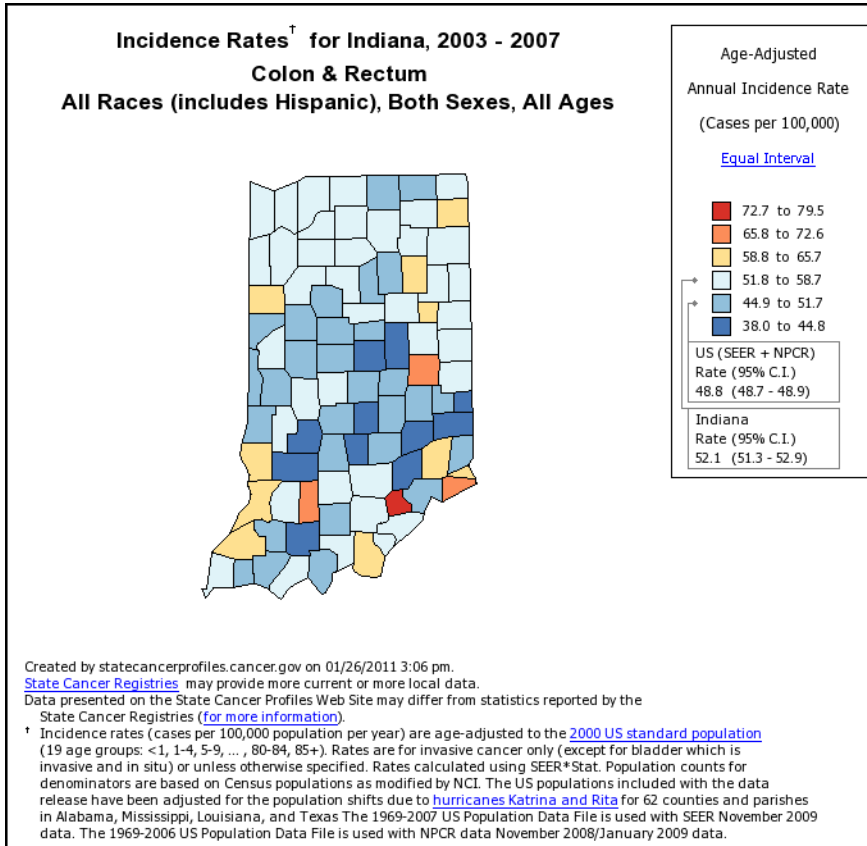 Incidence Rates† for Indiana, 2003 - 2007
Colon & Rectum
All Races (includes Hispanic), Both Sexes, All Ages
Age-Adjusted
Annual Incidence Rate
(Cases per 100,000)
Equal Interval
72.7 to 79.5
65.8 to 72.6
58.8 to 65.7
51.8 to 58.7
44.9 to 51.7
38.0 to 44.8
US (SEER + NPCR)
Rate (95% C.I.)
48.8 (48.7 - 48.9)
Indiana
Rate (95% C.I.)
52.1 (51.3 - 52.9)
Created by statecancerprofiles.cancer.gov on 01/26/2011 3:06 pm.
State Cancer Registries may provide more current or more local data.
Data presented on the State Cancer Profiles Web Site may differ from statistics reported by the
State Cancer Registries (for more information).
† Incidence rates (cases per 100,000 population per year) are age-adjusted to the 2000 US standard population
(19 age groups: <1, 1-4, 5-9, ... , 80-84, 85+). Rates are for invasive cancer only (except for bladder which is
invasive and in situ) or unless otherwise specified. Rates calculated using SEER*Stat. Population counts for
denominators are based on Census populations as modified by NCI. The US populations included with the data
release have been adjusted for the population shifts due to hurricanes Katrina and Rita for 62 counties and parishes
in Alabama, Mississippi, Louisiana, and Texas The 1969-2007 US Population Data File is used with SEER November 2009
data. The 1969-2006 US Population Data File is used with NPCR data November 2008/January 2009 data.